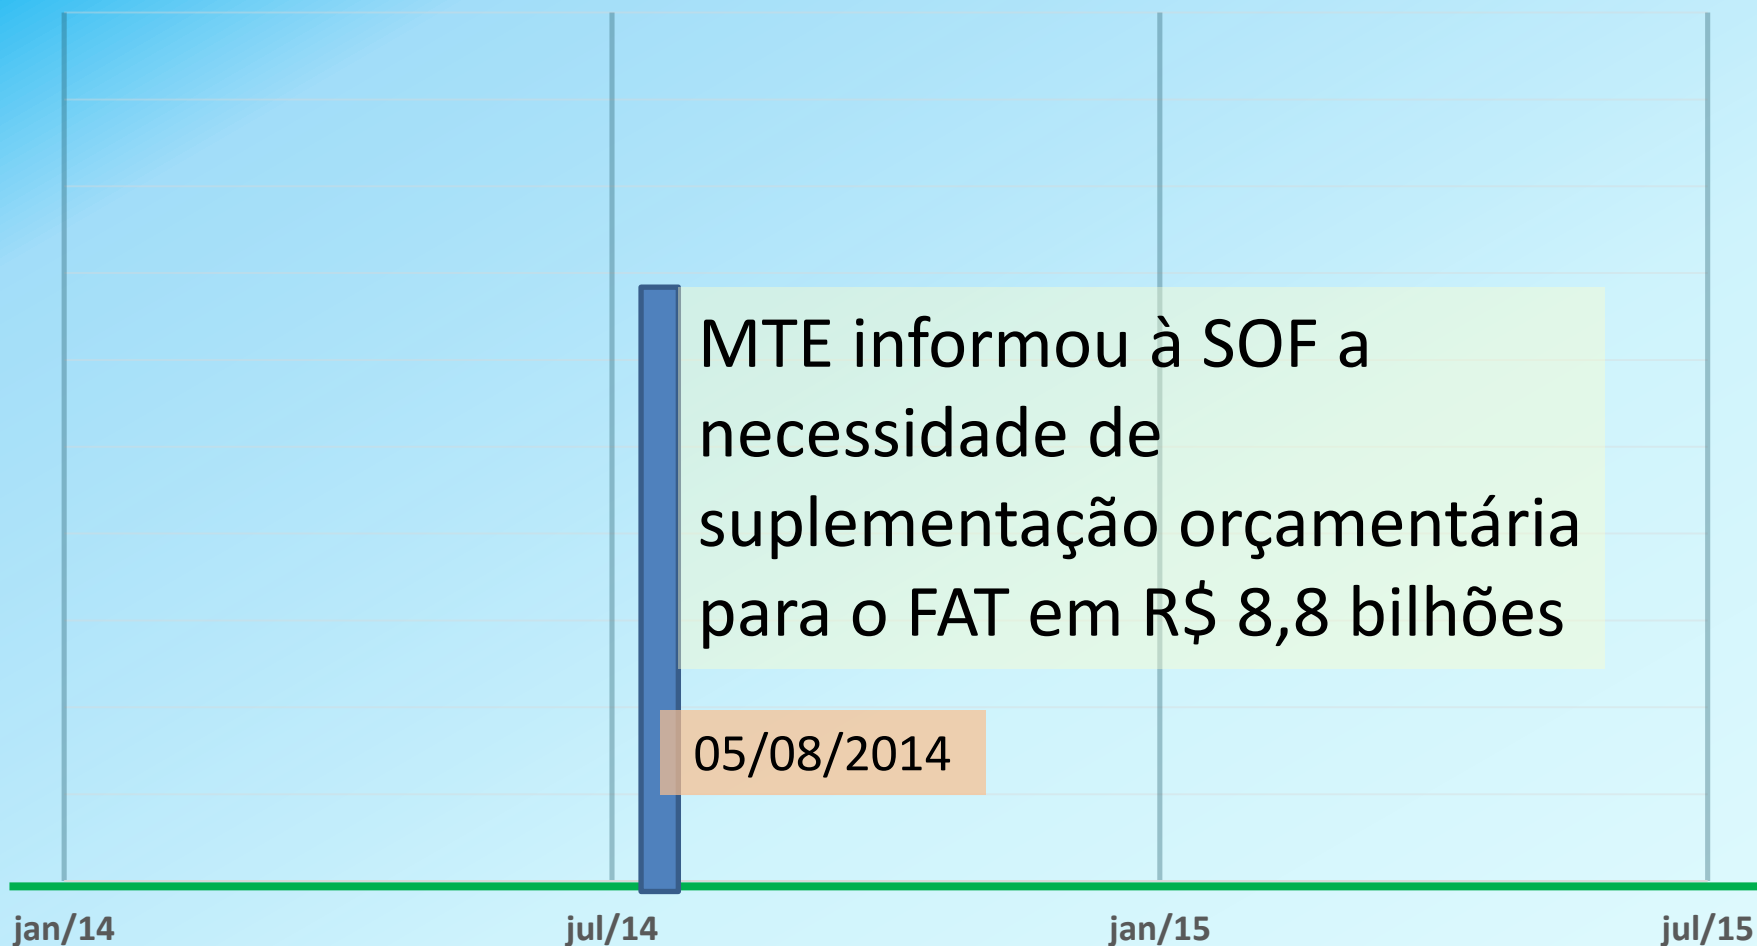 MTE informou à SOF a
necessidade de
suplementação orçamentária
para o FAT em R$ 8,8 bilhões
05/08/2014
jan/14
jul/14
jan/15
jul/15